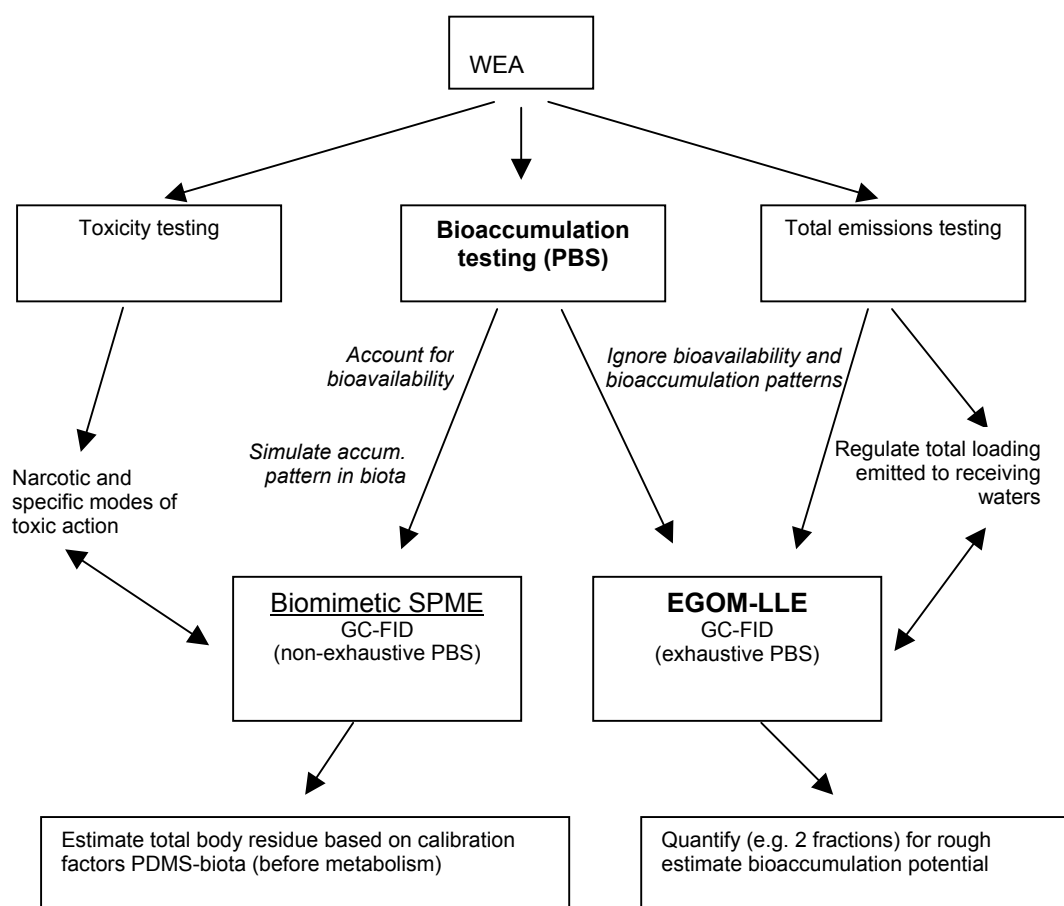 WEA
Toxicity testing
Bioaccumulation
testing (PBS)
Total emissions testing
Account for
bioavailability
Ignore bioavailability and
bioaccumulation patterns
Simulate accum.
pattern in biota
Narcotic and
specific modes of
toxic action
Regulate total loading
emitted to receiving
waters
Biomimetic SPME
GC-FID
(non-exhaustive PBS)
EGOM-LLE
GC-FID
(exhaustive PBS)
Estimate total body residue based on calibration
factors PDMS-biota (before metabolism)
Quantify (e.g. 2 fractions) for rough
estimate bioaccumulation potential